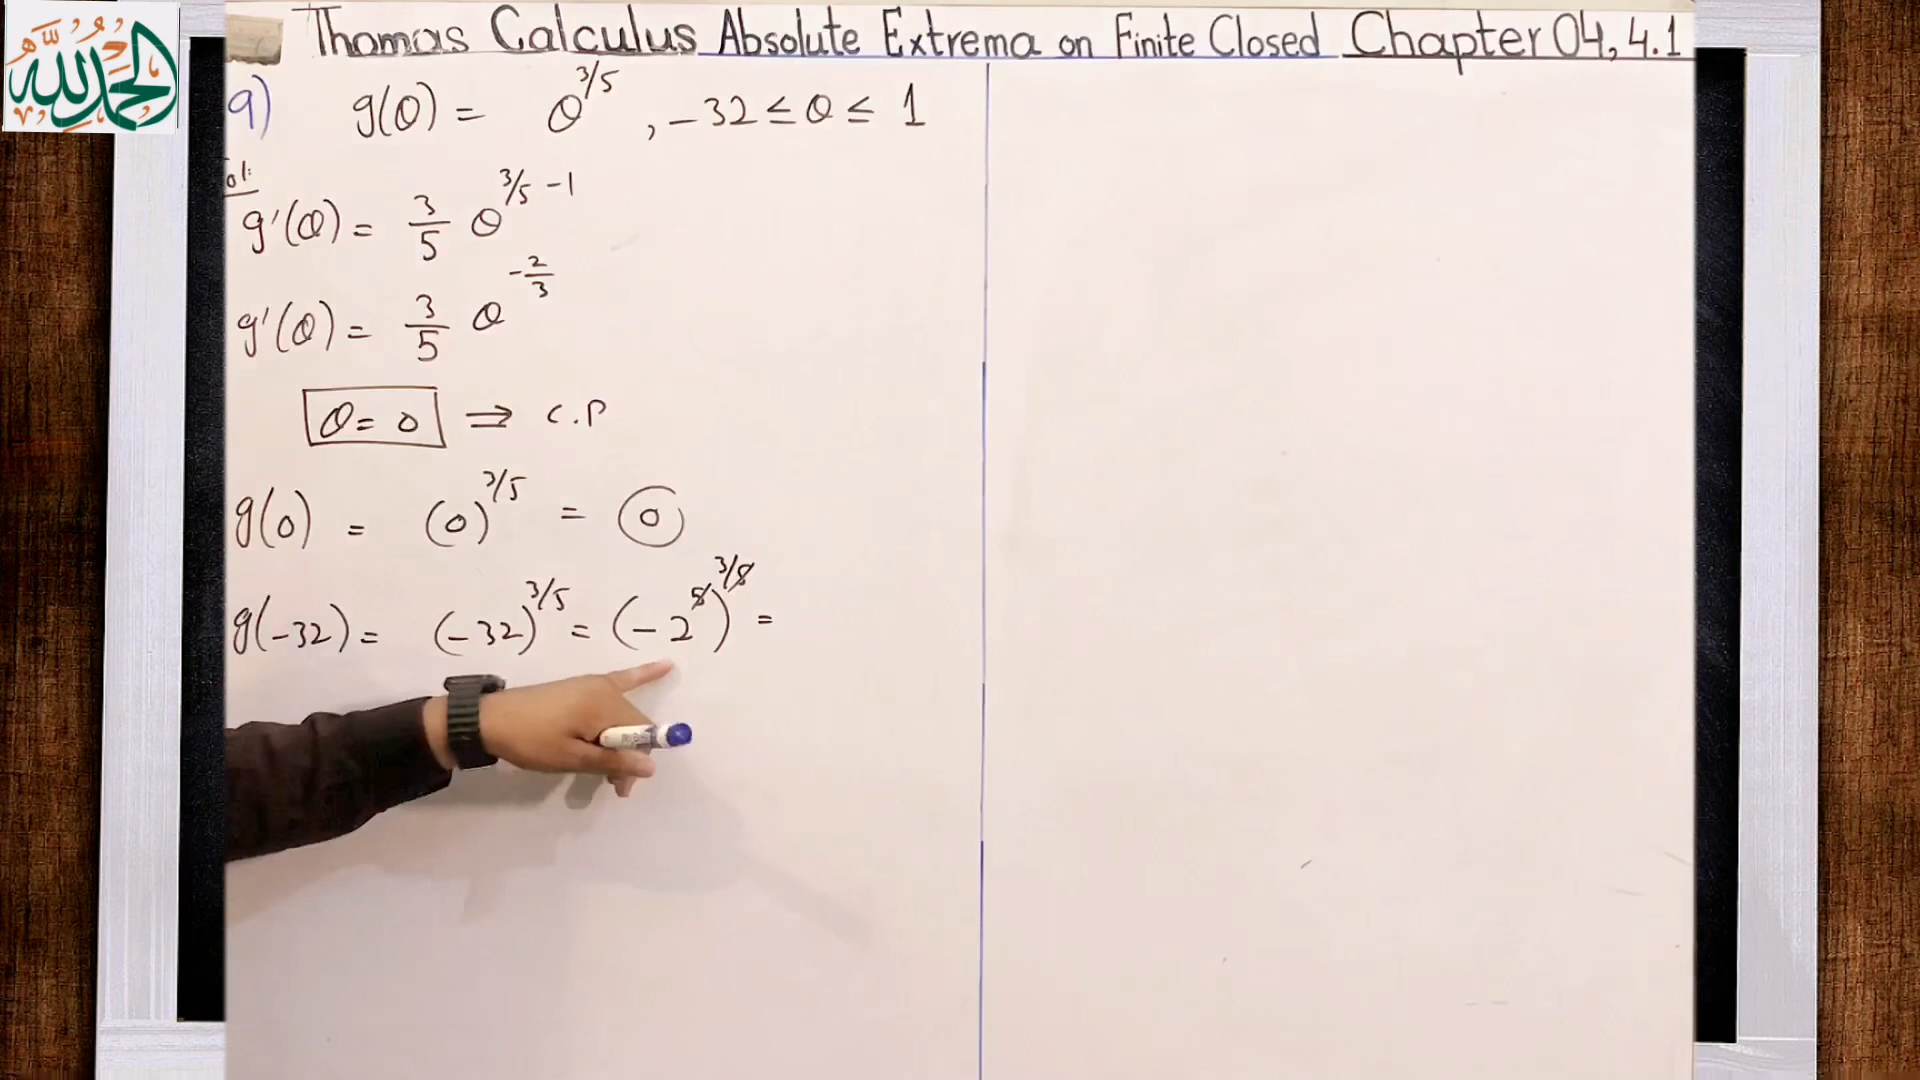 الحمد لله
Thomas Calculus Absolute Extrema on Finite Closed Chapter 04, 4.1
9) g(θ) = θ^3/5 , -32 ≤ θ ≤ 1
ol:
g'(θ) = 3/5 θ^3/5 -1
g'(θ) = 3/5 θ^-2/3
θ = 0 ⇒ C.P
g(0) = (0)^3/5 = 0
g(-32) = (-32)^3/5 = (-2^5)^3/5 =